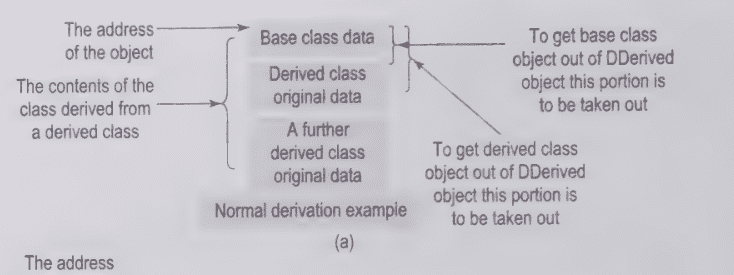 The address
of the object
The contents of the
class derived from
a derived class
Base class data
Derived class
original data
A further
derived class
original data
To get base class
object out of DDerived
object this portion is
to be taken out
To get derived class
object out of DDerived
object this portion is
to be taken out
Normal derivation example
(a)
The address